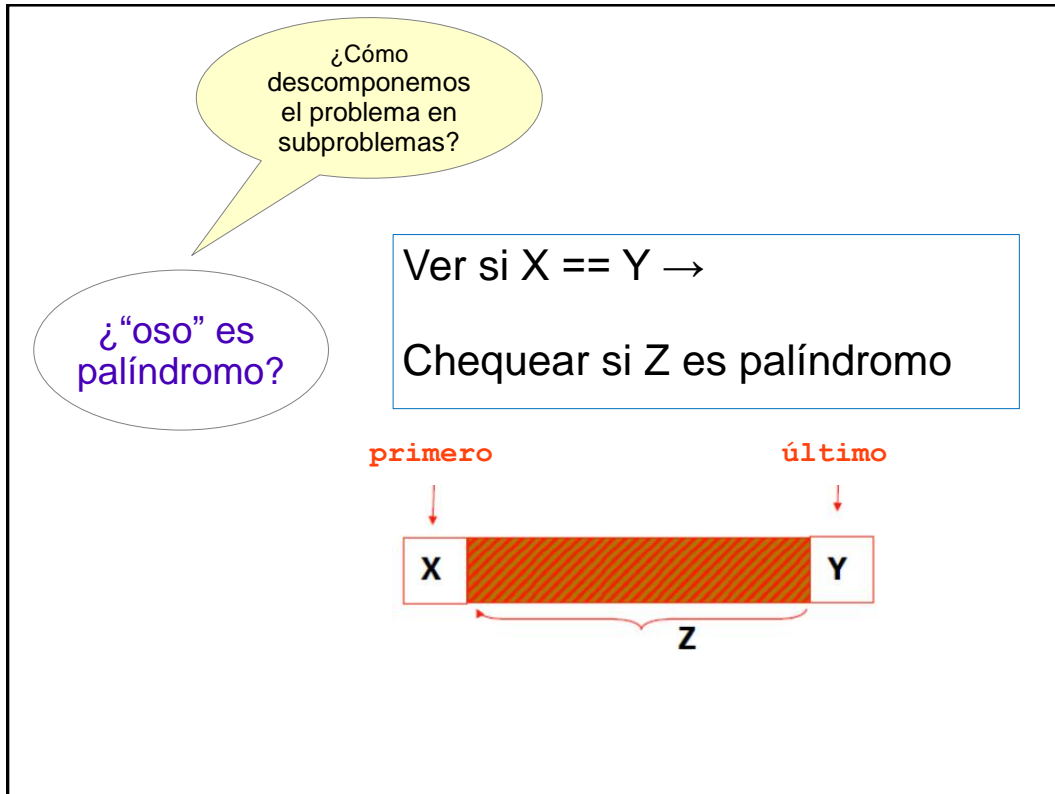 ¿Cómo
descomponemos
el problema en
subproblemas?
¿“oso” es
palíndromo?
Ver si X == Y →
Chequear si Z es palíndromo
primero
último
X
Y
Z